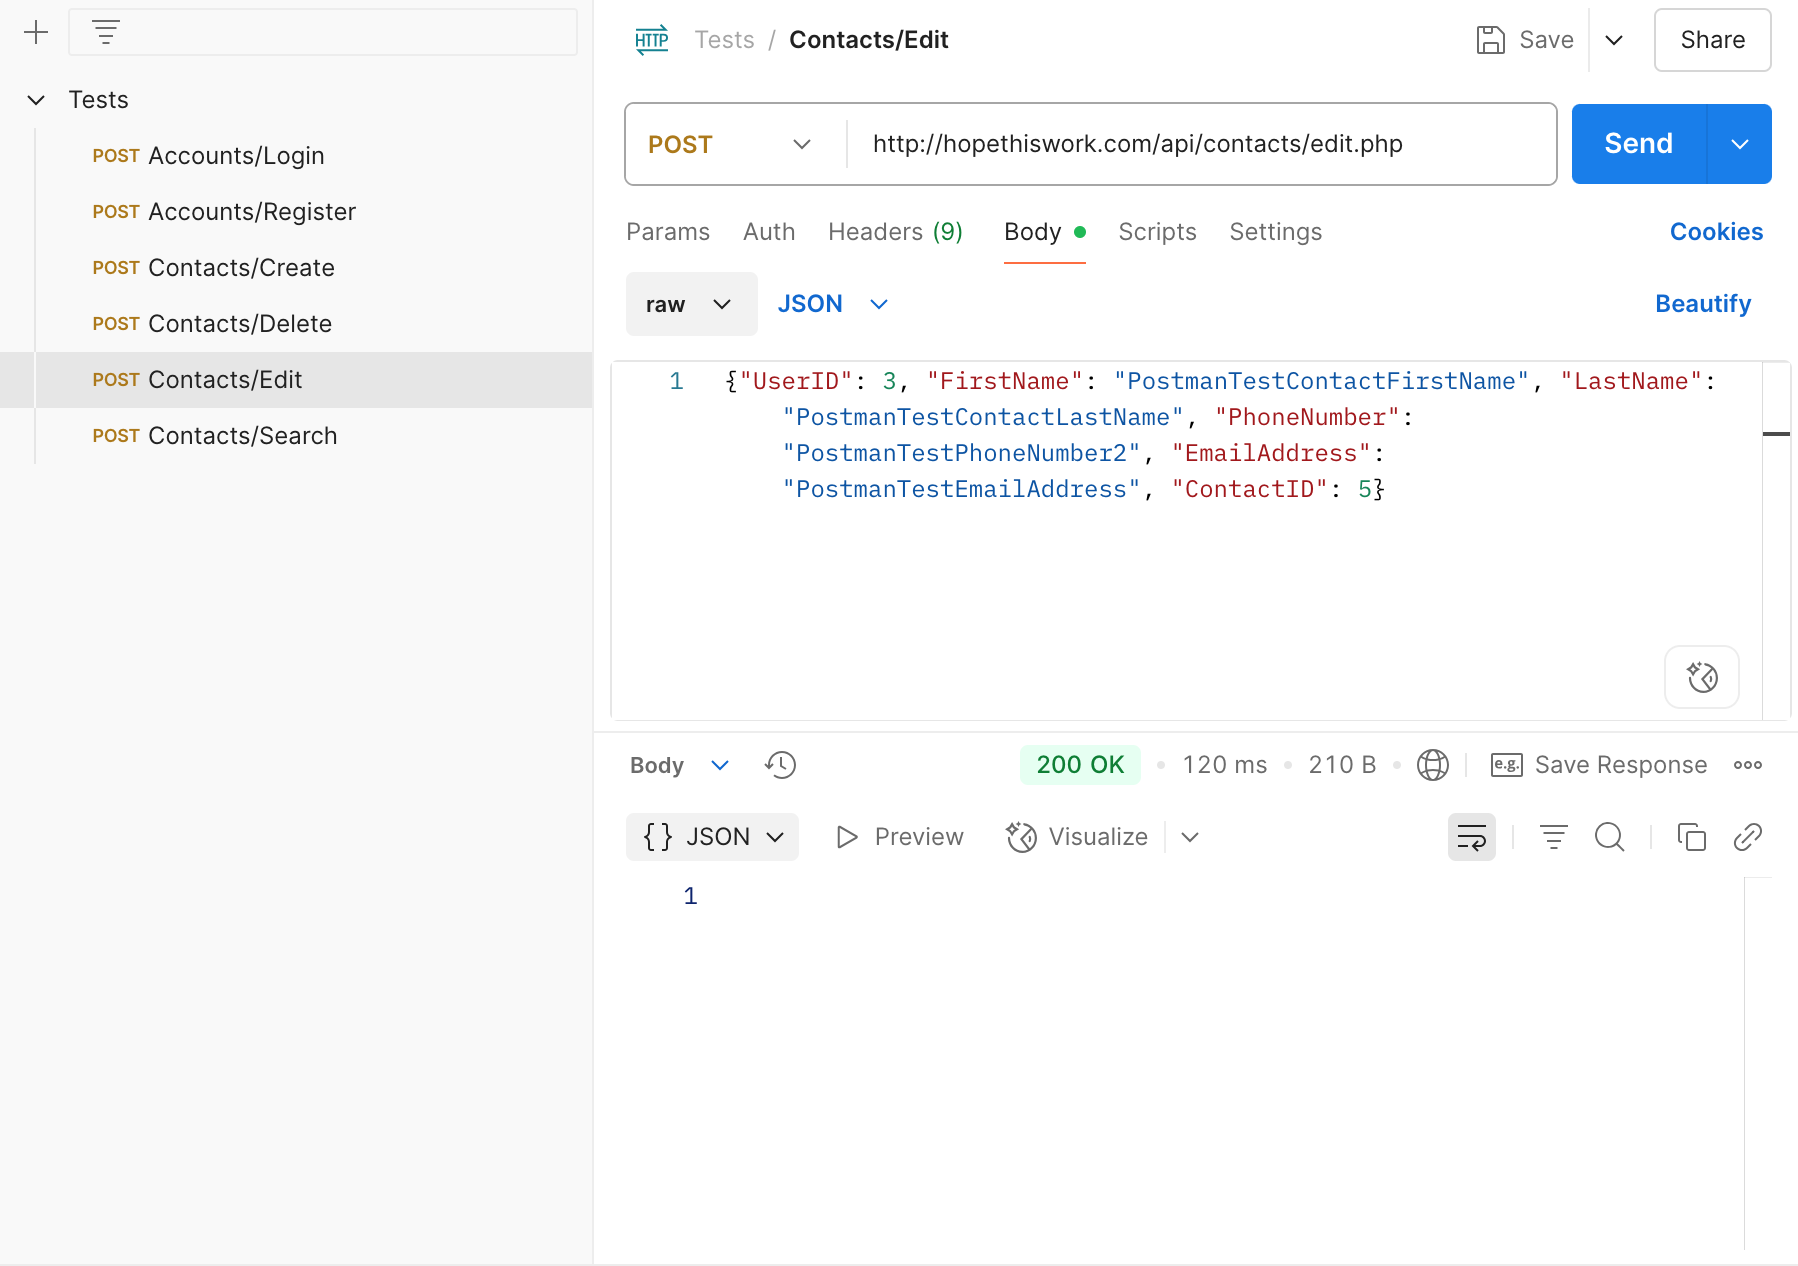 Tests
POST Accounts/Login
POST Accounts/Register
POST Contacts/Create
POST Contacts/Delete
POST Contacts/Edit
POST Contacts/Search
HTTP Tests / Contacts/Edit
Save
Share
POST http://hopethiswork.com/api/contacts/edit.php
Send
Params Auth Headers (9) Body Scripts Settings Cookies
raw JSON Beautify
1 {"UserID": 3, "FirstName": "PostmanTestContactFirstName", "LastName":
"PostmanTestContactLastName", "PhoneNumber":
"PostmanTestPhoneNumber2", "EmailAddress":
"PostmanTestEmailAddress", "ContactID": 5}
Body 200 OK • 120 ms • 210 B • e.g. Save Response
{} JSON Preview Visualize
1